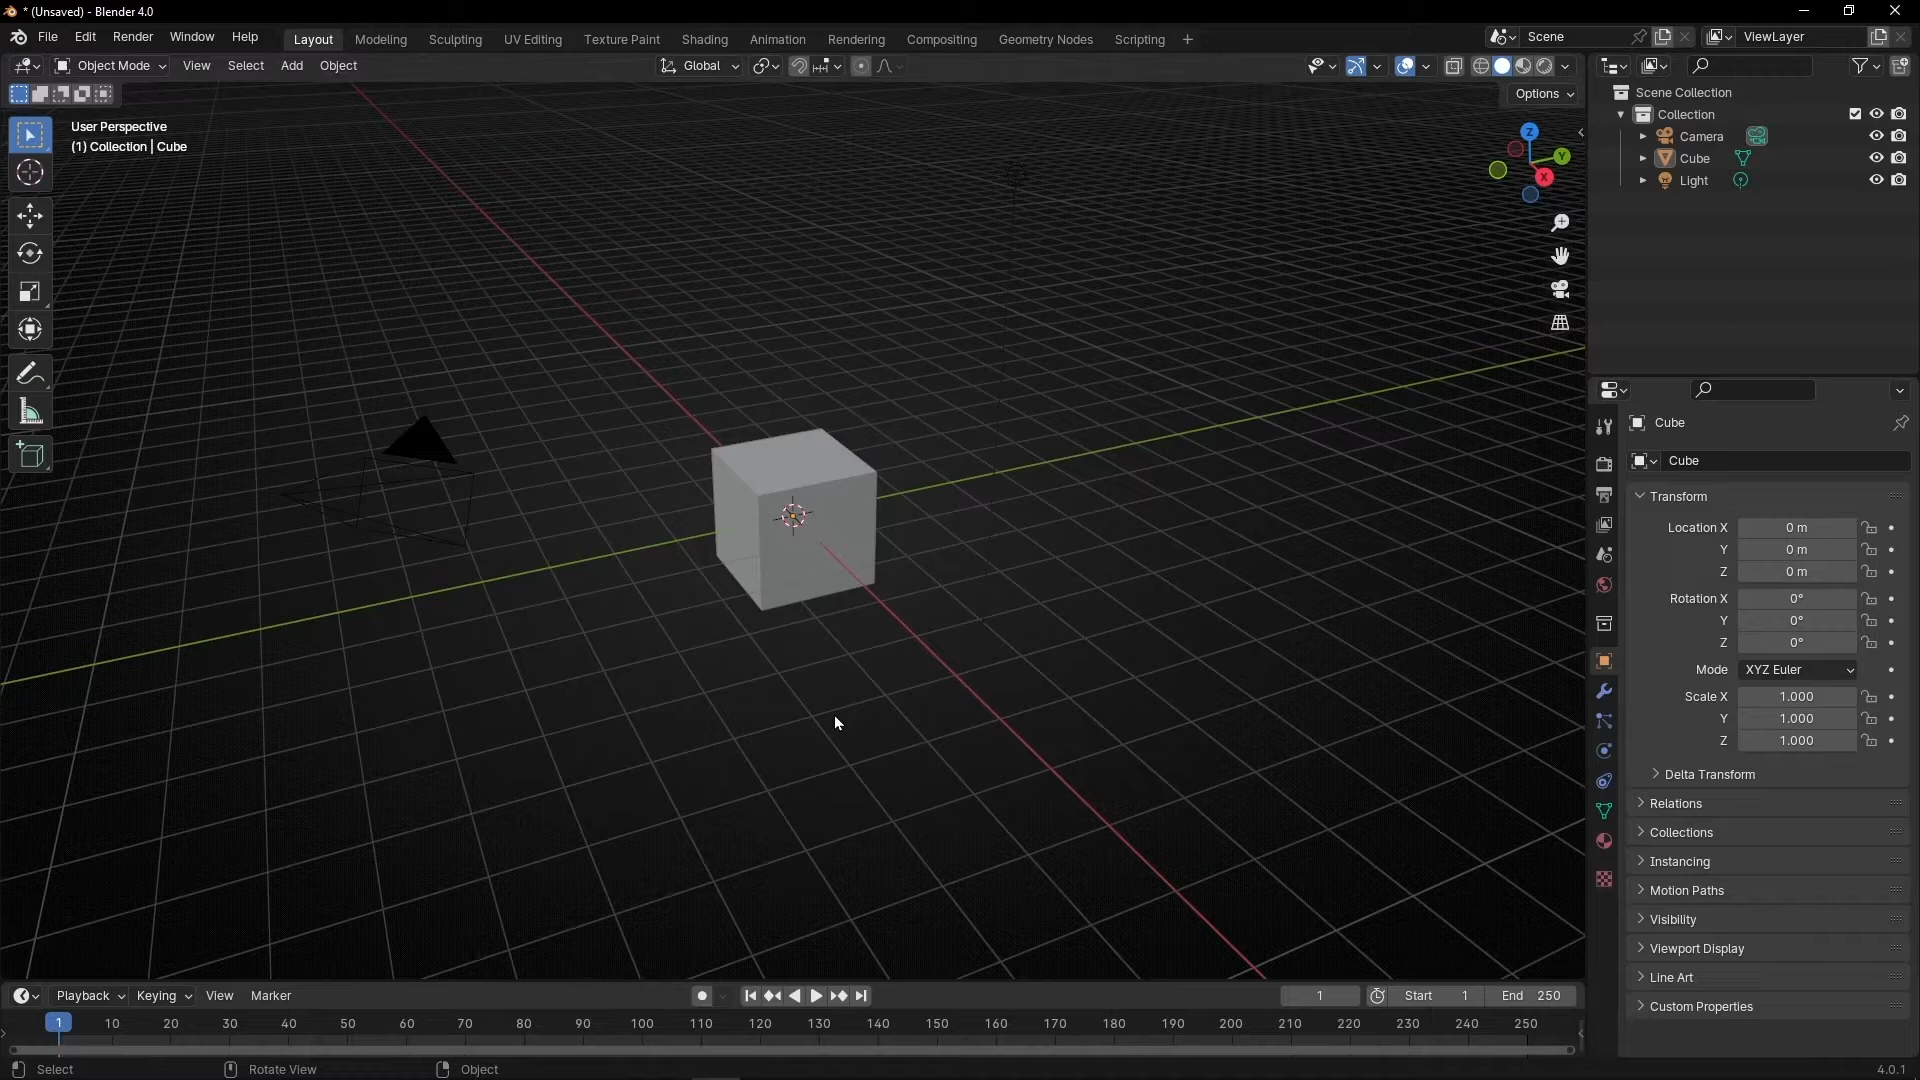 * (Unsaved) - Blender 4.0
File Edit Render Window Help Layout Modeling Sculpting UV Editing Texture Paint Shading Animation Rendering Compositing Geometry Nodes Scripting + Scene ViewLayer
Object Mode View Select Add Object Global
Options
User Perspective
(1) Collection | Cube
Z
Y
X
Scene Collection
Collection
Camera
Cube
Light
Cube
Cube
Transform
Location X 0 m
Y 0 m
Z 0 m
Rotation X 0°
Y 0°
Z 0°
Mode XYZ Euler
Scale X 1.000
Y 1.000
Z 1.000
Delta Transform
Relations
Collections
Instancing
Motion Paths
Visibility
Viewport Display
Line Art
Custom Properties
Playback Keying View Marker 1 Start 1 End 250
1 10 20 30 40 50 60 70 80 90 100 110 120 130 140 150 160 170 180 190 200 210 220 230 240 250
Select Rotate View Object 4.0.1